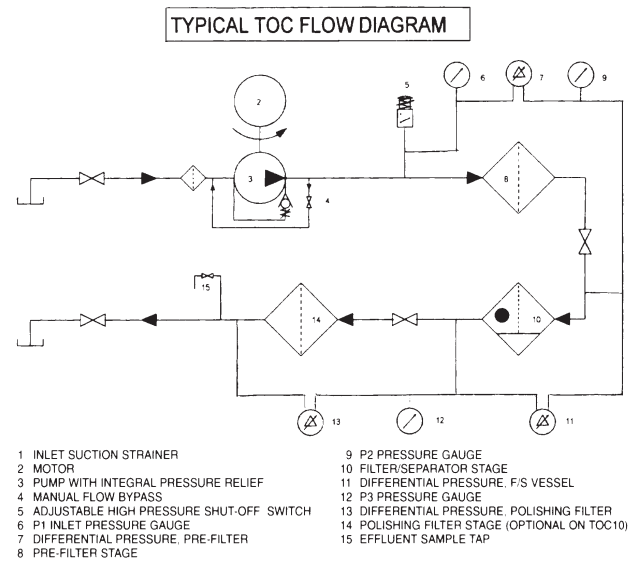 TYPICAL TOC FLOW DIAGRAM
5
6
7
9
2
3
4
8
15
14
10
13
12
11
1 INLET SUCTION STRAINER
2 MOTOR
3 PUMP WITH INTEGRAL PRESSURE RELIEF
4 MANUAL FLOW BYPASS
5 ADJUSTABLE HIGH PRESSURE SHUT-OFF SWITCH
6 P1 INLET PRESSURE GAUGE
7 DIFFERENTIAL PRESSURE, PRE-FILTER
8 PRE-FILTER STAGE
9 P2 PRESSURE GAUGE
10 FILTER/SEPARATOR STAGE
11 DIFFERENTIAL PRESSURE, F/S VESSEL
12 P3 PRESSURE GAUGE
13 DIFFERENTIAL PRESSURE, POLISHING FILTER
14 POLISHING FILTER STAGE (OPTIONAL ON TOC10)
15 EFFLUENT SAMPLE TAP